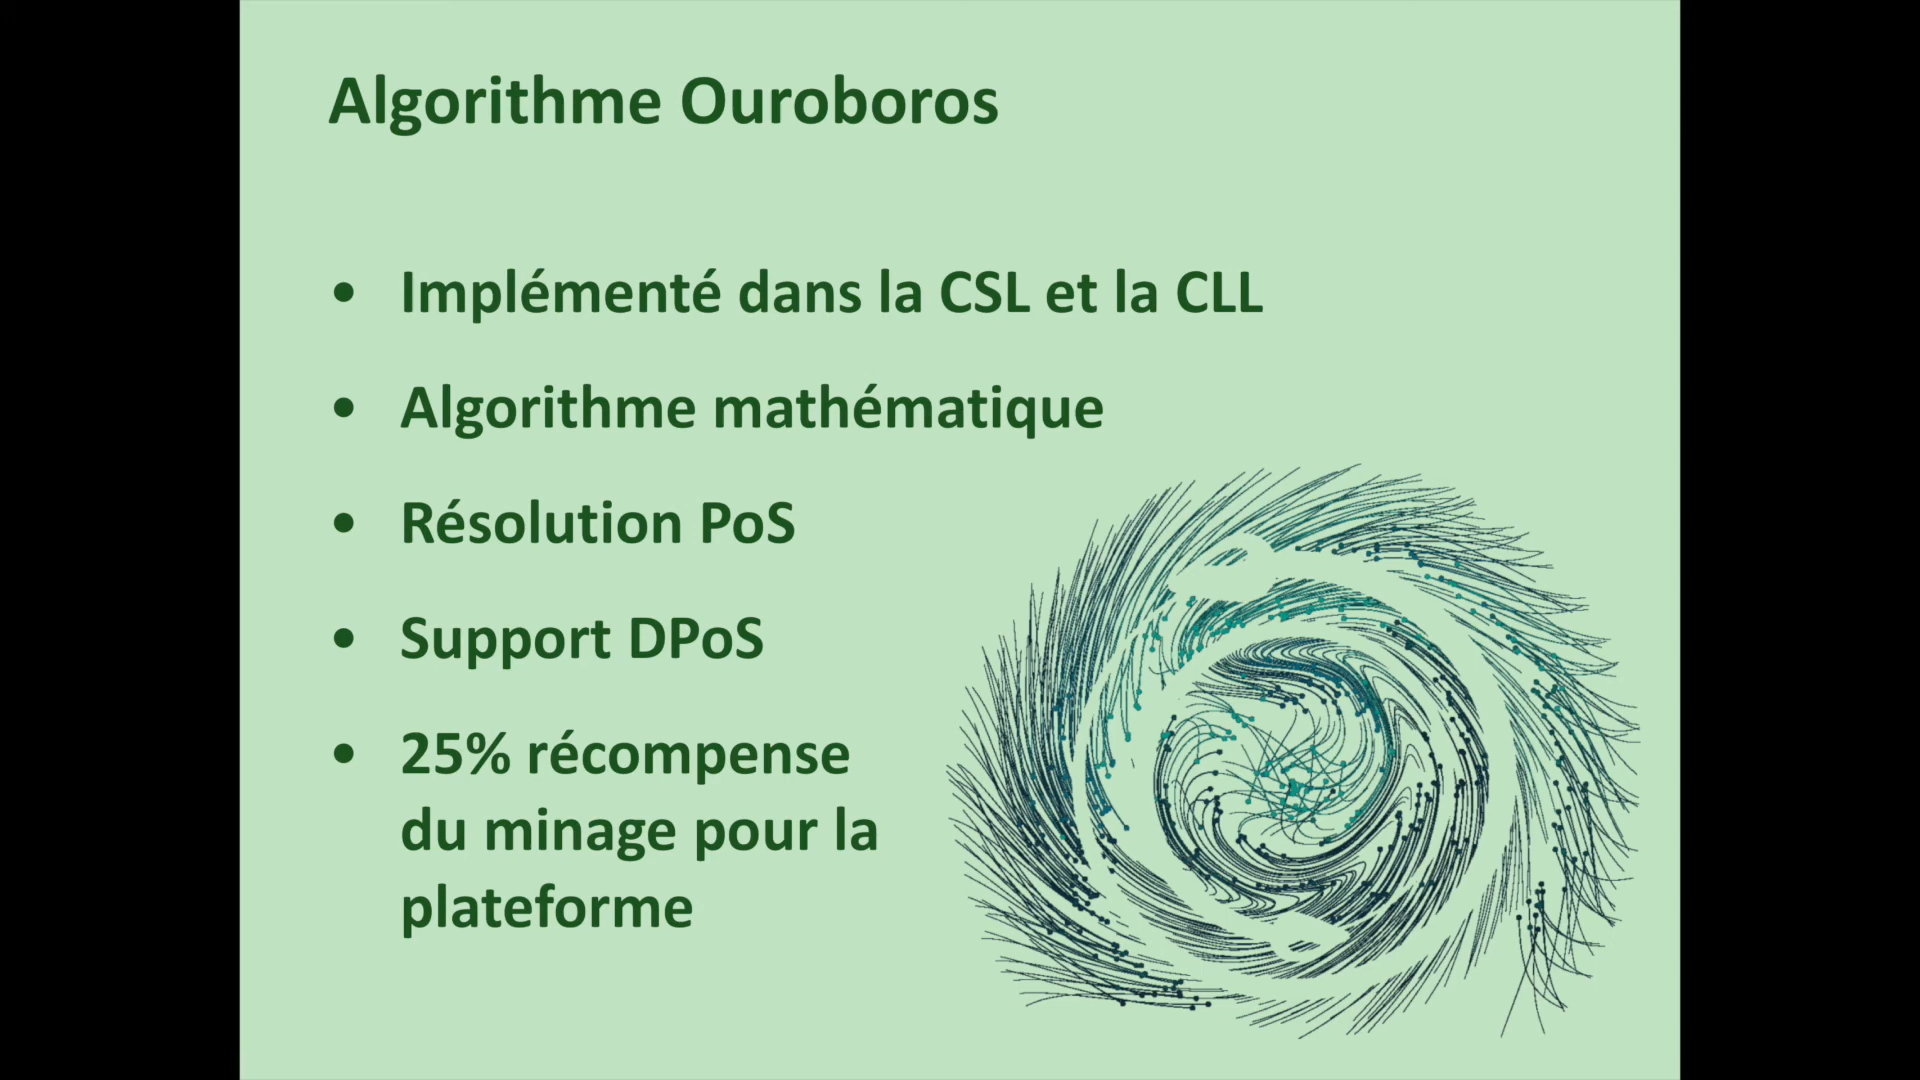 Algorithme Ouroboros
• Implémenté dans la CSL et la CLL
• Algorithme mathématique
• Résolution PoS
• Support DPoS
• 25% récompense
du minage pour la
plateforme